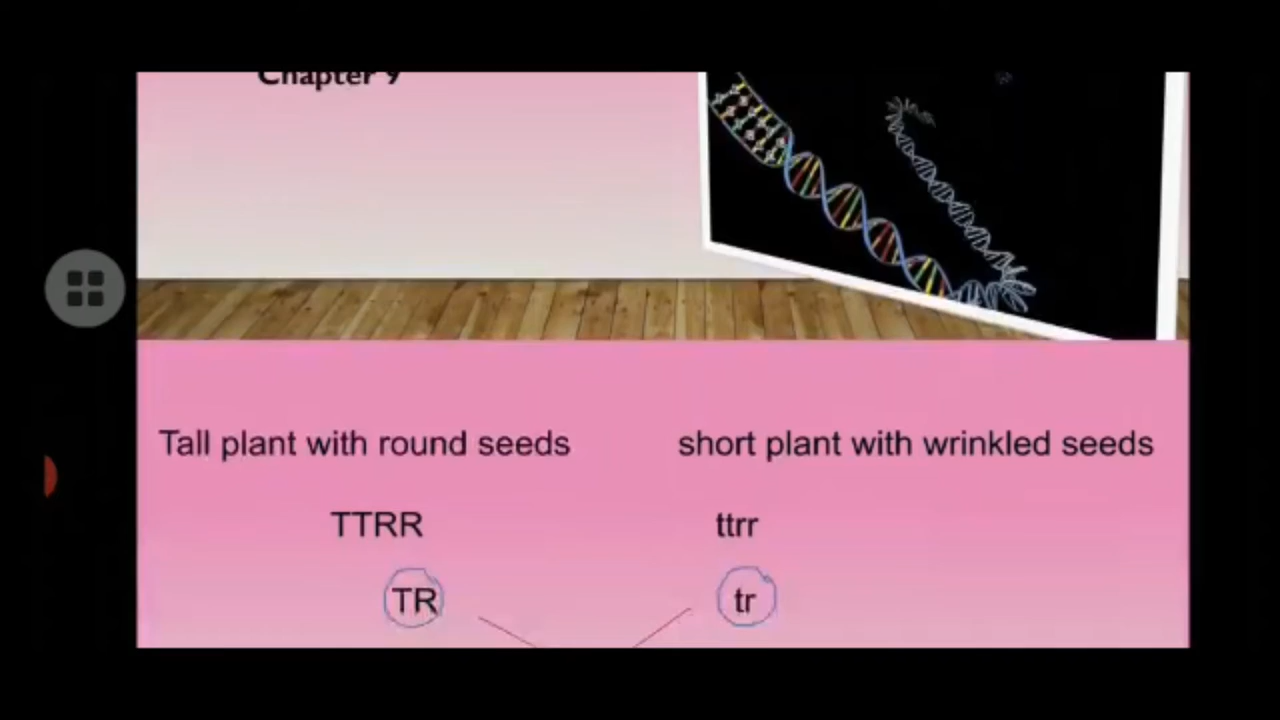 Chapter 9
Tall plant with round seeds
short plant with wrinkled seeds
TTRR
ttrr
TR
tr